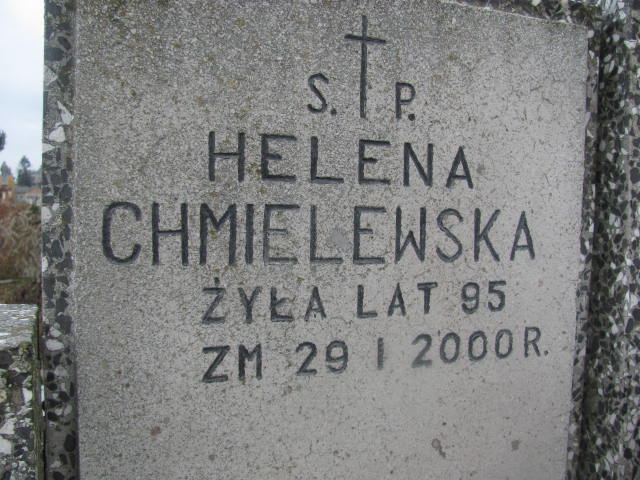 Ś. P.
HELENA
CHMIELEWSKA
ŻYŁA LAT 95
ZM 29 I 2000 R.